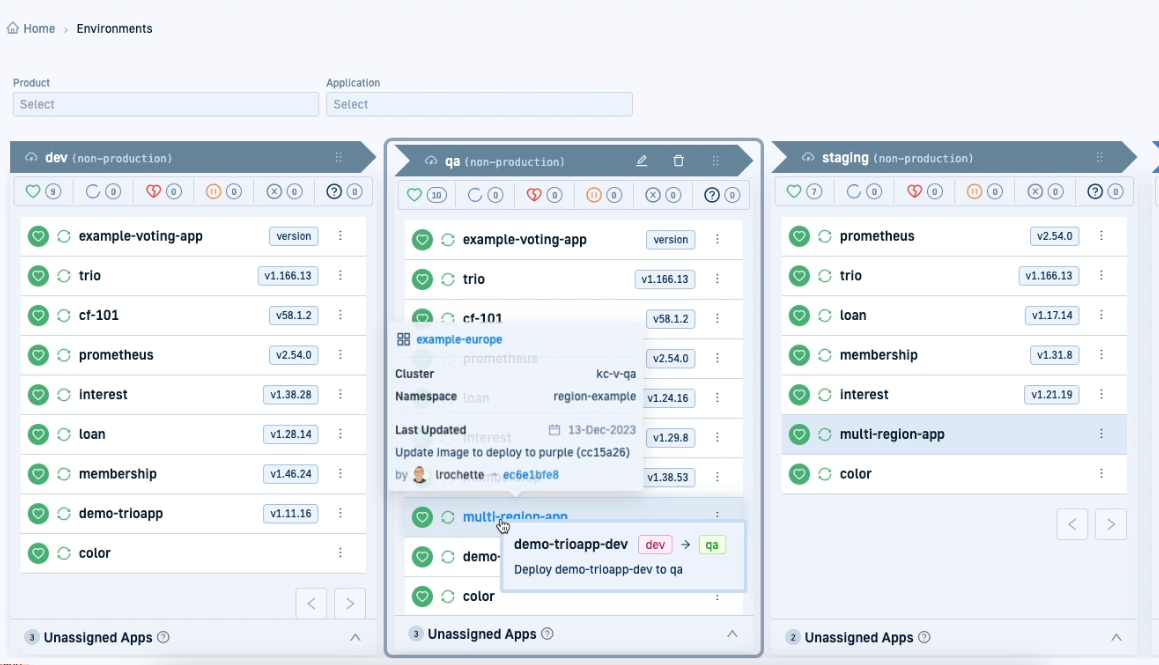 Home › Environments
Product
Application
Select
Select
dev (non-production)
9
0
0
0
0
0
example-voting-app version
trio v1.166.13
cf-101 v58.1.2
prometheus v2.54.0
interest v1.38.28
loan v1.28.14
membership v1.46.24
demo-trioapp v1.11.16
color
3 Unassigned Apps
qa (non-production)
10
0
0
0
0
0
example-voting-app version
trio v1.166.13
cf-101 v58.1.2
prometheus v2.54.0
loan v1.24.16
interest v1.29.8
v1.38.53
example-europe
Cluster kc-v-qa
Namespace region-example
Last Updated 13-Dec-2023
Update image to deploy to purple (cc15a26)
by lrochette — ec6e1bfe8
multi-region-app
demo-
demo-trioapp-dev dev → qa
Deploy demo-trioapp-dev to qa
color
3 Unassigned Apps
staging (non-production)
7
0
0
0
0
0
prometheus v2.54.0
trio v1.166.13
loan v1.17.14
membership v1.31.8
interest v1.21.19
multi-region-app
color
2 Unassigned Apps